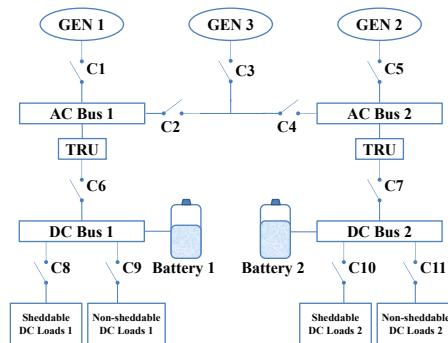 GEN 1
GEN 3
GEN 2
C1
C3
C5
AC Bus 1
C2
C4
AC Bus 2
TRU
TRU
C6
C7
DC Bus 1
DC Bus 2
Battery 1
Battery 2
C8
C9
C10
C11
Sheddable
DC Loads 1
Non-sheddable
DC Loads 1
Sheddable
DC Loads 2
Non-sheddable
DC Loads 2